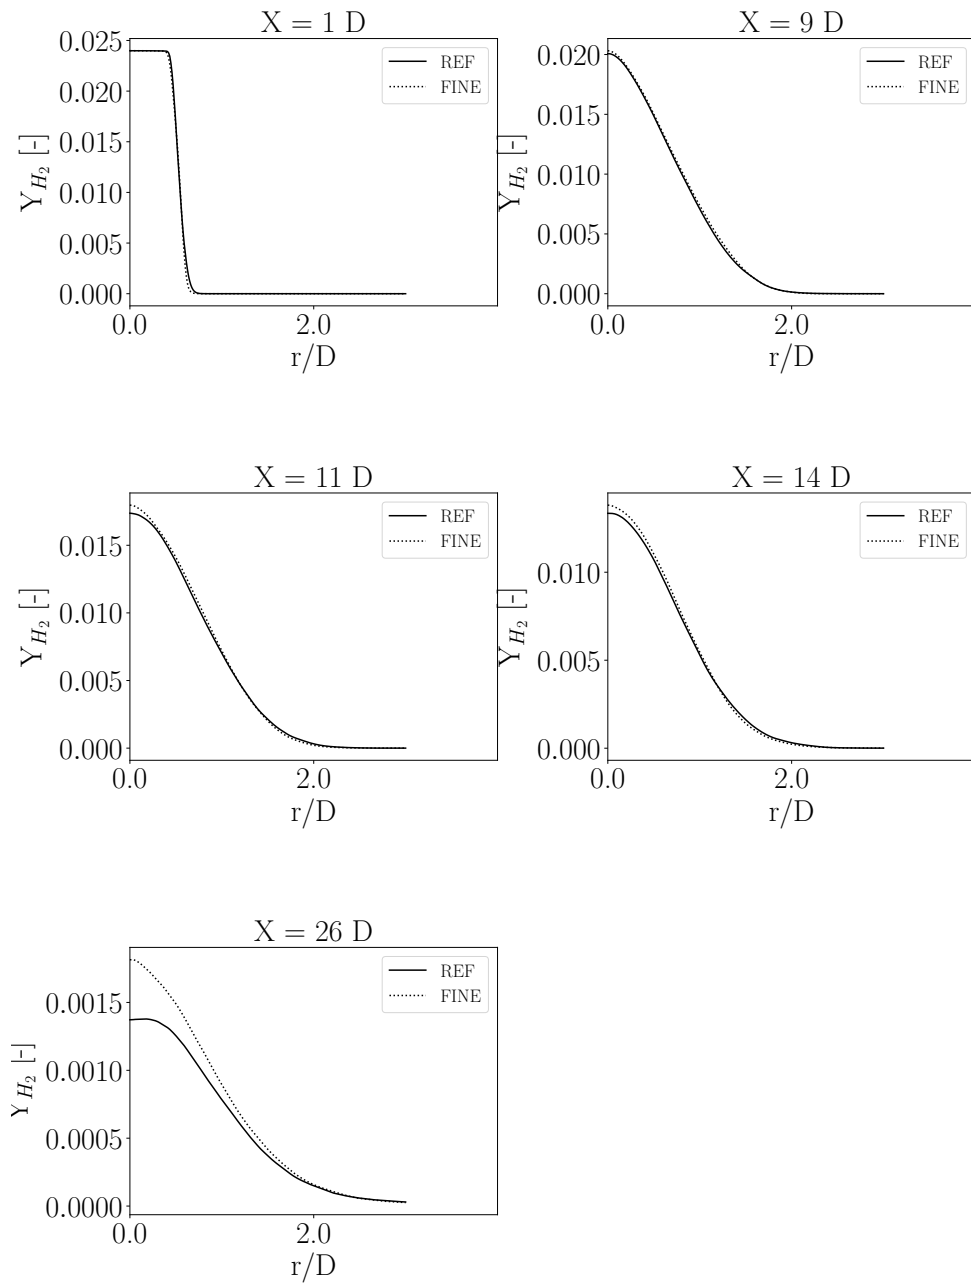 X = 1 D
0.025
0.020
0.015
0.010
0.005
0.000
Y_{H_2} [-]
REF
FINE
0.0 2.0
r/D
X = 9 D
0.020
0.015
0.010
0.005
0.000
Y_{H_2} [-]
REF
FINE
0.0 2.0
r/D
X = 11 D
0.015
0.010
0.005
0.000
Y_{H_2} [-]
REF
FINE
0.0 2.0
r/D
X = 14 D
0.010
0.005
0.000
Y_{H_2} [-]
REF
FINE
0.0 2.0
r/D
X = 26 D
0.0015
0.0010
0.0005
0.0000
Y_{H_2} [-]
REF
FINE
0.0 2.0
r/D